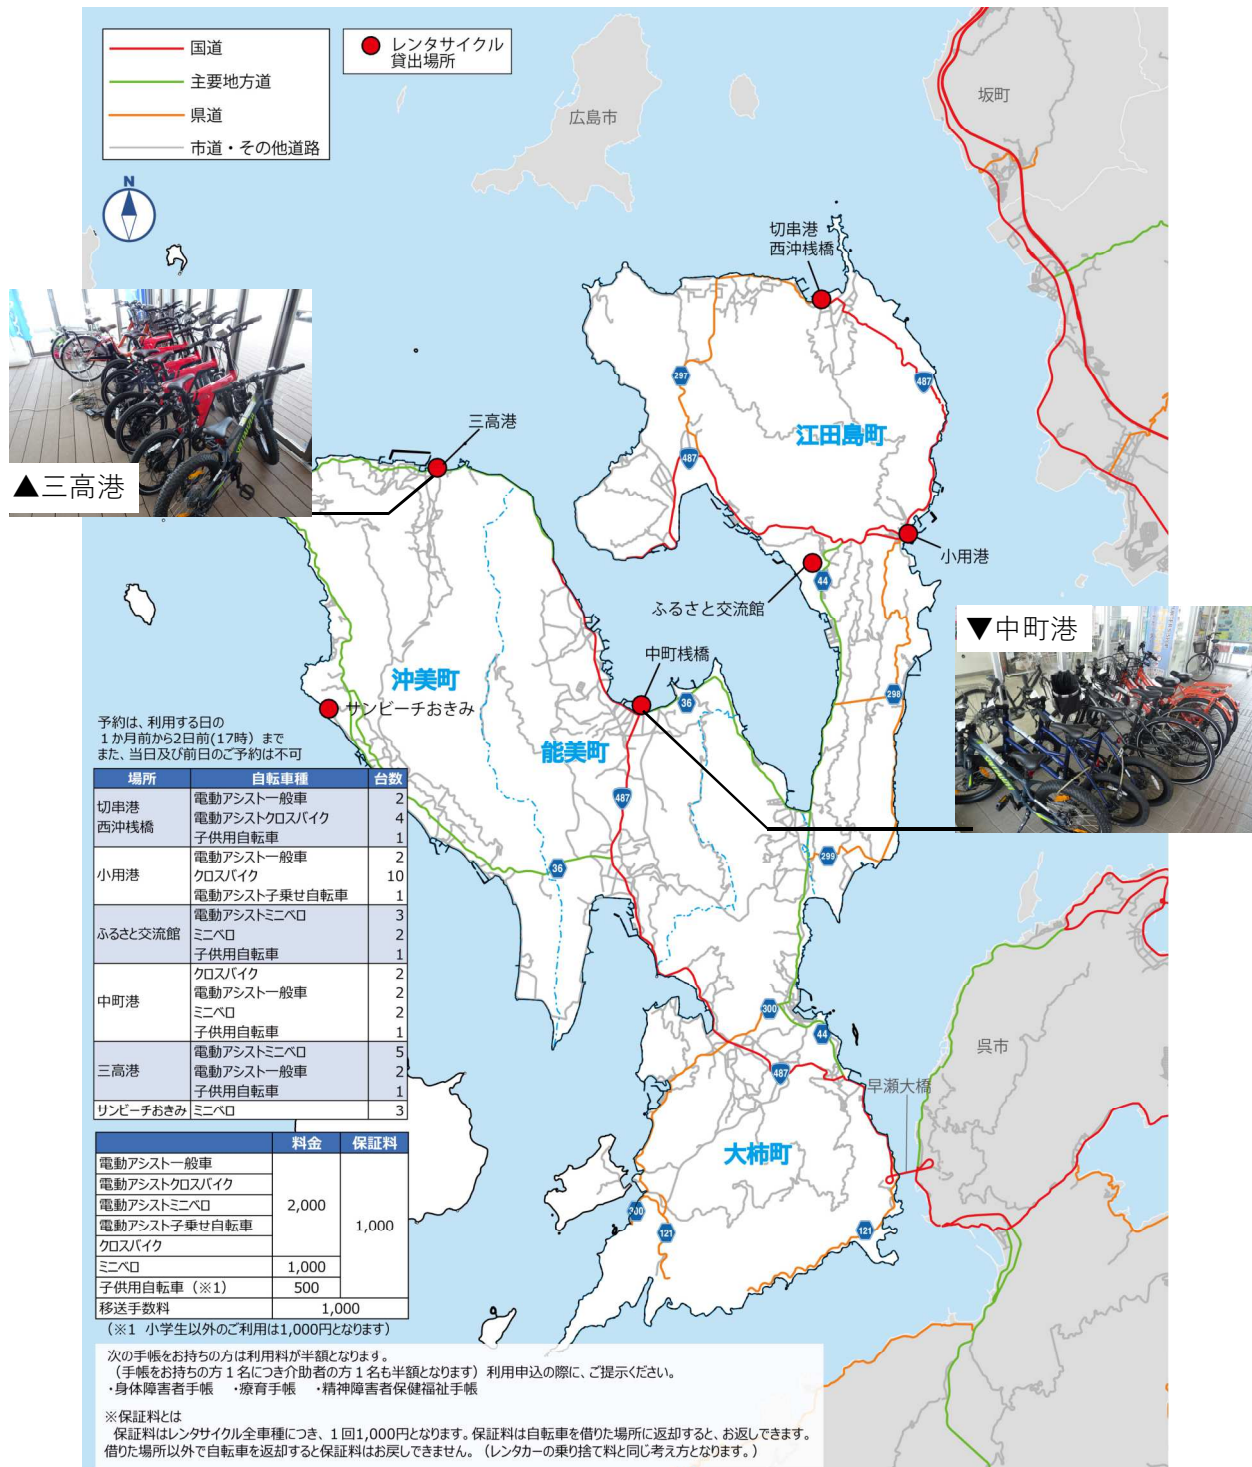 国道
主要地方道
県道
市道・その他道路
レンタサイクル
貸出場所
N
広島市
坂町
切串港
西沖桟橋
297
487
江田島町
三高港
487
▲三高港
小用港
44
ふるさと交流館
▼中町港
中町桟橋
沖美町
サンビーチおきみ
36
298
能美町
487
36
299
300
44
487
呉市
早瀬大橋
大柿町
300
121
121
予約は、利用する日の
1か月前から2日前(17時) まで
また、当日及び前日のご予約は不可
場所 自転車種 台数
切串港
西沖桟橋
電動アシスト一般車 2
電動アシストクロスバイク 4
子供用自転車 1
小用港
電動アシスト一般車 2
クロスバイク 10
電動アシスト子乗せ自転車 1
ふるさと交流館
電動アシストミニベロ 3
ミニベロ 2
子供用自転車 1
中町港
クロスバイク 2
電動アシスト一般車 2
ミニベロ 2
子供用自転車 1
三高港
電動アシストミニベロ 5
電動アシスト一般車 2
子供用自転車 1
サンビーチおきみ ミニベロ 3
料金 保証料
電動アシスト一般車
電動アシストクロスバイク
電動アシストミニベロ
電動アシスト子乗せ自転車
クロスバイク
2,000
1,000
ミニベロ 1,000
子供用自転車（※1） 500
移送手数料 1,000
（※1 小学生以外のご利用は1,000円となります）
次の手帳をお持ちの方は利用料が半額となります。
（手帳をお持ちの方１名につき介助者の方１名も半額となります）利用申込の際に、ご提示ください。
・身体障害者手帳 ・療育手帳 ・精神障害者保健福祉手帳
※保証料とは
保証料はレンタサイクル全車種につき、１回1,000円となります。保証料は自転車を借りた場所に返却すると、お返しできます。
借りた場所以外で自転車を返却すると保証料はお戻しできません。（レンタカーの乗り捨て料と同じ考え方となります。）